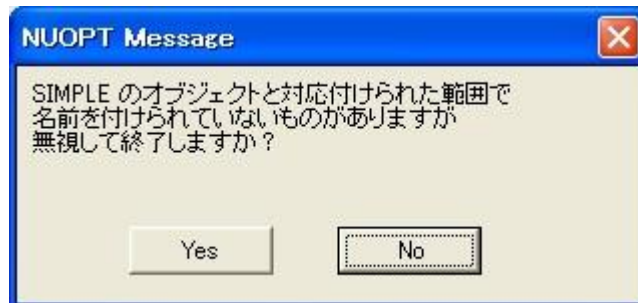 NUOPT Message
SIMPLE のオブジェクトと対応付けられた範囲で
名前を付けられていないものがありますが
無視して終了しますか？
Yes
No